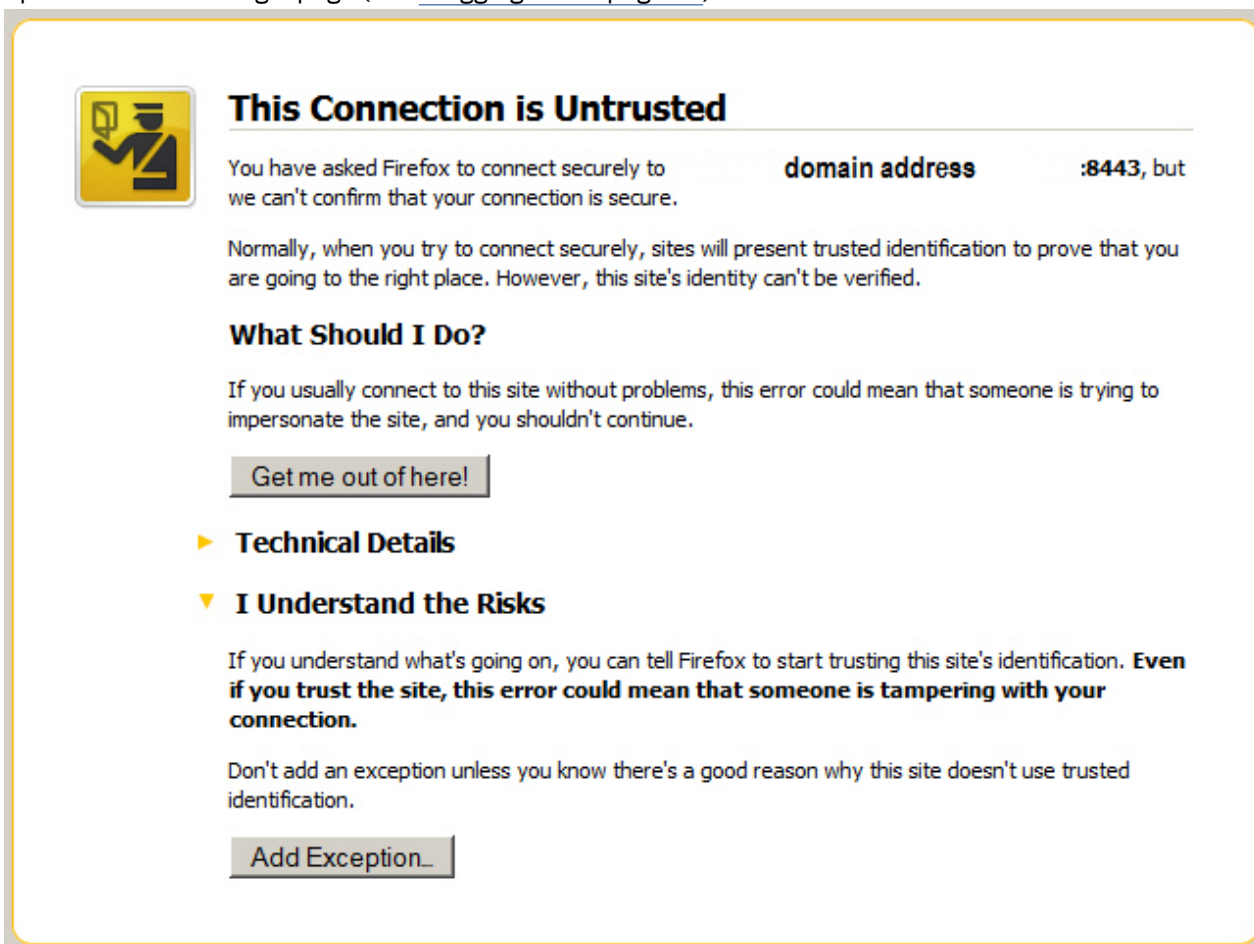 This Connection is Untrusted
You have asked Firefox to connect securely to domain address :8443, but
we can't confirm that your connection is secure.
Normally, when you try to connect securely, sites will present trusted identification to prove that you
are going to the right place. However, this site's identity can't be verified.
What Should I Do?
If you usually connect to this site without problems, this error could mean that someone is trying to
impersonate the site, and you shouldn't continue.
Get me out of here!
Technical Details
I Understand the Risks
If you understand what's going on, you can tell Firefox to start trusting this site's identification. Even
if you trust the site, this error could mean that someone is tampering with your
connection.
Don't add an exception unless you know there's a good reason why this site doesn't use trusted
identification.
Add Exception...